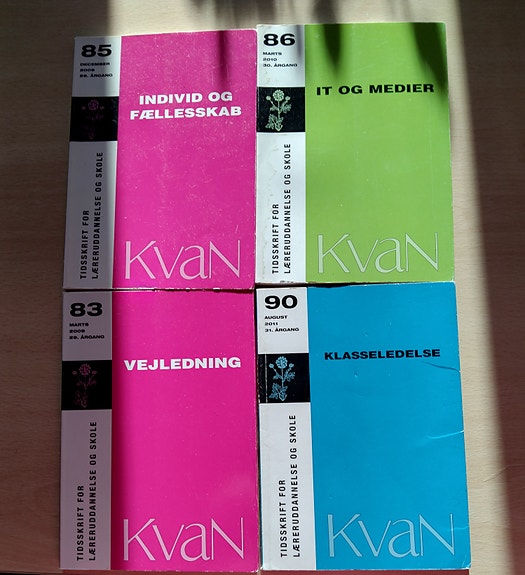 85
DECEMBER
2009
29. ÅRGANG
INDIVID OG
FÆLLESSKAB
TIDSSKRIFT FOR
LÆRERUDDANNELSE OG SKOLE
KvaN
86
MARTS
2010
30. ÅRGANG
IT OG MEDIER
TIDSSKRIFT FOR
LÆRERUDDANNELSE OG SKOLE
KvaN
83
MARTS
2009
29. ÅRGANG
VEJLEDNING
TIDSSKRIFT FOR
LÆRERUDDANNELSE OG SKOLE
KvaN
90
AUGUST
2011
31. ÅRGANG
KLASSELEDELSE
TIDSSKRIFT FOR
LÆRERUDDANNELSE OG SKOLE
KvaN